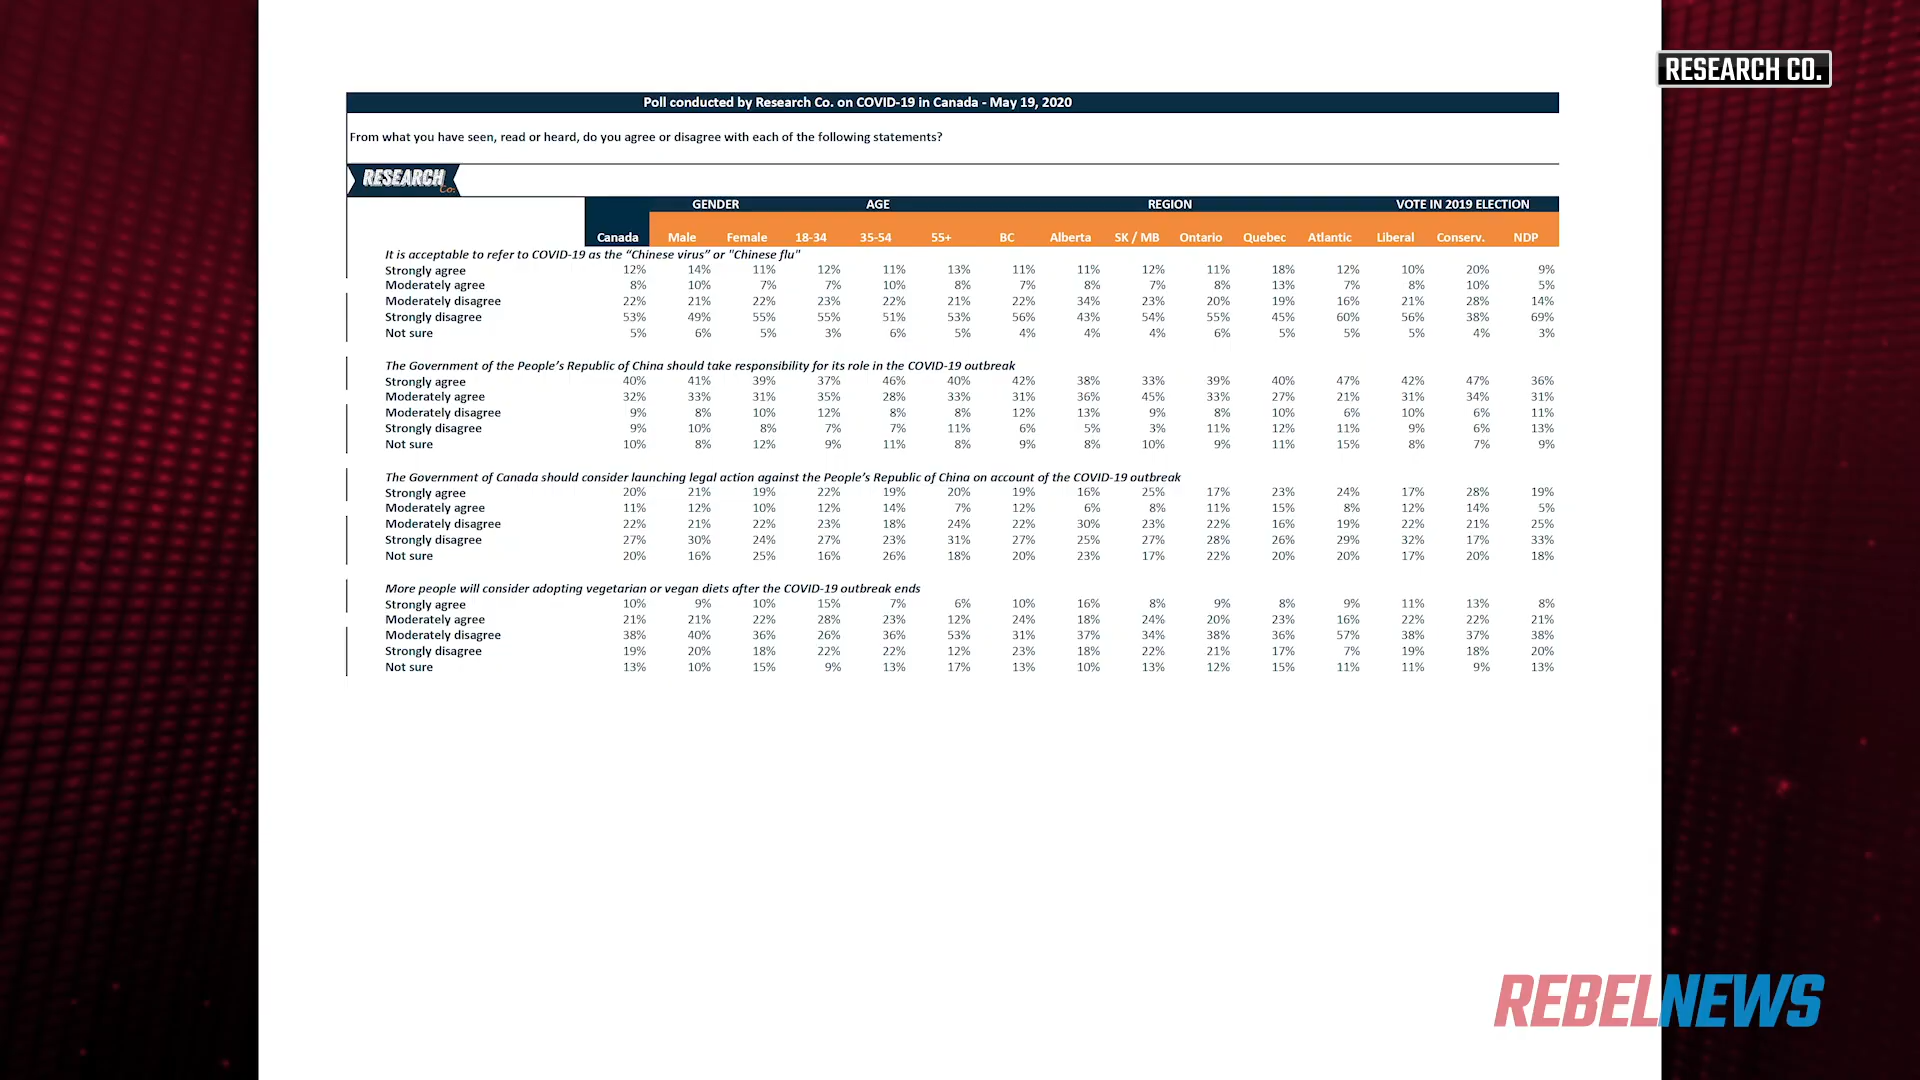 RESEARCH CO.
Poll conducted by Research Co. on COVID-19 in Canada - May 19, 2020
From what you have seen, read or heard, do you agree or disagree with each of the following statements?
RESEARCH Co.
GENDER AGE REGION VOTE IN 2019 ELECTION
Canada Male Female 18-34 35-54 55+ BC Alberta SK / MB Ontario Quebec Atlantic Liberal Conserv. NDP
It is acceptable to refer to COVID-19 as the “Chinese virus” or "Chinese flu"
Strongly agree 12% 14% 11% 12% 11% 13% 11% 11% 12% 11% 18% 12% 10% 20% 9%
Moderately agree 8% 10% 7% 7% 10% 8% 7% 8% 7% 8% 13% 7% 8% 10% 5%
Moderately disagree 22% 21% 22% 23% 22% 21% 22% 34% 23% 20% 19% 16% 21% 28% 14%
Strongly disagree 53% 49% 55% 55% 51% 53% 56% 43% 54% 55% 45% 60% 56% 38% 69%
Not sure 5% 6% 5% 3% 6% 5% 4% 4% 4% 6% 5% 5% 5% 4% 3%
The Government of the People’s Republic of China should take responsibility for its role in the COVID-19 outbreak
Strongly agree 40% 41% 39% 37% 46% 40% 42% 38% 33% 39% 40% 47% 42% 47% 36%
Moderately agree 32% 33% 31% 35% 28% 33% 31% 36% 45% 33% 27% 21% 31% 34% 31%
Moderately disagree 9% 8% 10% 12% 8% 8% 12% 13% 9% 8% 10% 6% 10% 6% 11%
Strongly disagree 9% 10% 8% 7% 7% 11% 6% 5% 3% 11% 12% 11% 9% 6% 13%
Not sure 10% 8% 12% 9% 11% 8% 9% 8% 10% 9% 11% 15% 8% 7% 9%
The Government of Canada should consider launching legal action against the People’s Republic of China on account of the COVID-19 outbreak
Strongly agree 20% 21% 19% 22% 19% 20% 19% 16% 25% 17% 23% 24% 17% 28% 19%
Moderately agree 11% 12% 10% 12% 14% 7% 12% 6% 8% 11% 15% 8% 12% 14% 5%
Moderately disagree 22% 21% 22% 23% 18% 24% 22% 30% 23% 22% 16% 19% 22% 21% 25%
Strongly disagree 27% 30% 24% 27% 23% 31% 27% 25% 27% 28% 26% 29% 32% 17% 33%
Not sure 20% 16% 25% 16% 26% 18% 20% 23% 17% 22% 20% 20% 17% 20% 18%
More people will consider adopting vegetarian or vegan diets after the COVID-19 outbreak ends
Strongly agree 10% 9% 10% 15% 7% 6% 10% 16% 8% 9% 8% 9% 11% 13% 8%
Moderately agree 21% 21% 22% 28% 23% 12% 24% 18% 24% 20% 23% 16% 22% 22% 21%
Moderately disagree 38% 40% 36% 26% 36% 53% 31% 37% 34% 38% 36% 57% 38% 37% 38%
Strongly disagree 19% 20% 18% 22% 22% 12% 23% 18% 22% 21% 17% 7% 19% 18% 20%
Not sure 13% 10% 15% 9% 13% 17% 13% 10% 13% 12% 15% 11% 11% 9% 13%
REBELNEWS